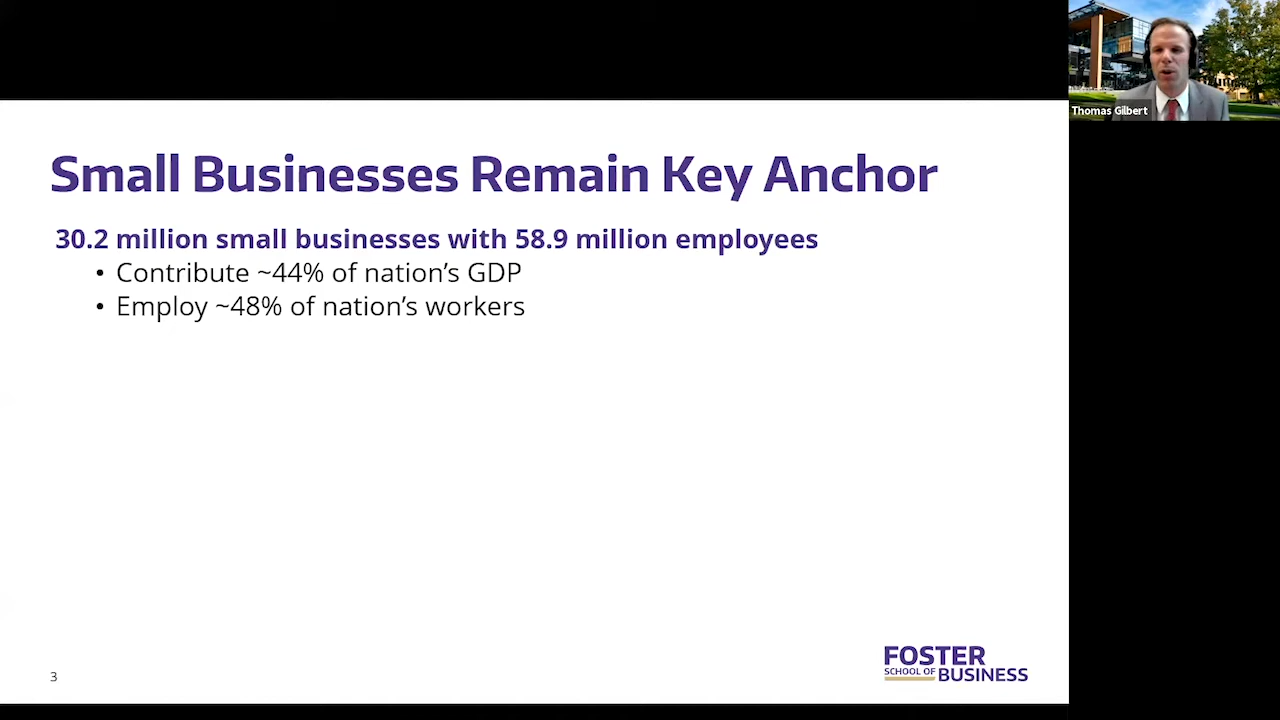 Thomas Gilbert
Small Businesses Remain Key Anchor
30.2 million small businesses with 58.9 million employees
• Contribute ~44% of nation's GDP
• Employ ~48% of nation's workers
3
FOSTER
SCHOOL OF BUSINESS